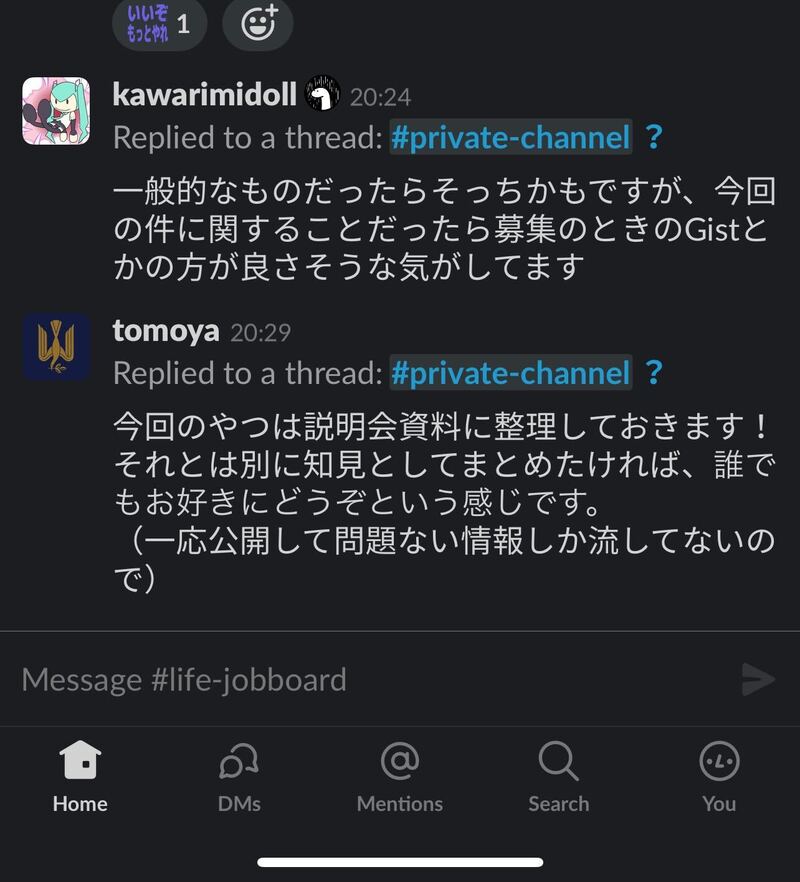 いいぞ
もっとやれ
1
kawarimidoll 20:24
Replied to a thread: #private-channel ?
一般的なものだったらそっちかもですが、今回
の件に関することだったら募集のときのGistと
かの方が良さそうな気がしてます
tomoya 20:29
Replied to a thread: #private-channel ?
今回のやつは説明会資料に整理しておきます！
それとは別に知見としてまとめたければ、誰で
もお好きにどうぞという感じです。
（一応公開して問題ない情報しか流してないの
で）
Message #life-jobboard
Home DMs Mentions Search You